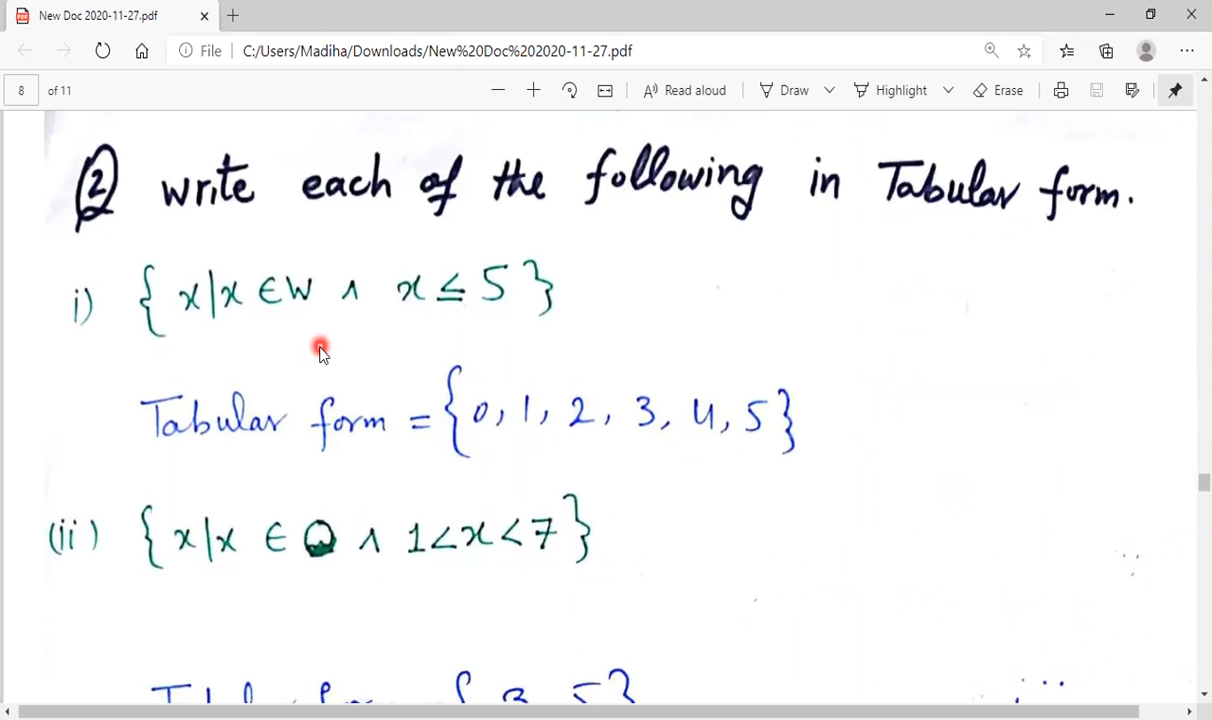 New Doc 2020-11-27.pdf
File | C:/Users/Madiha/Downloads/New%20Doc%202020-11-27.pdf
8 of 11 Read aloud Draw Highlight Erase
Q2 write each of the following in Tabular form.
i) { x|x ∈ W ∧ x ≤ 5 }
Tabular form = {0, 1, 2, 3, 4, 5}
(ii) { x|x ∈ O ∧ 1 < x < 7 }